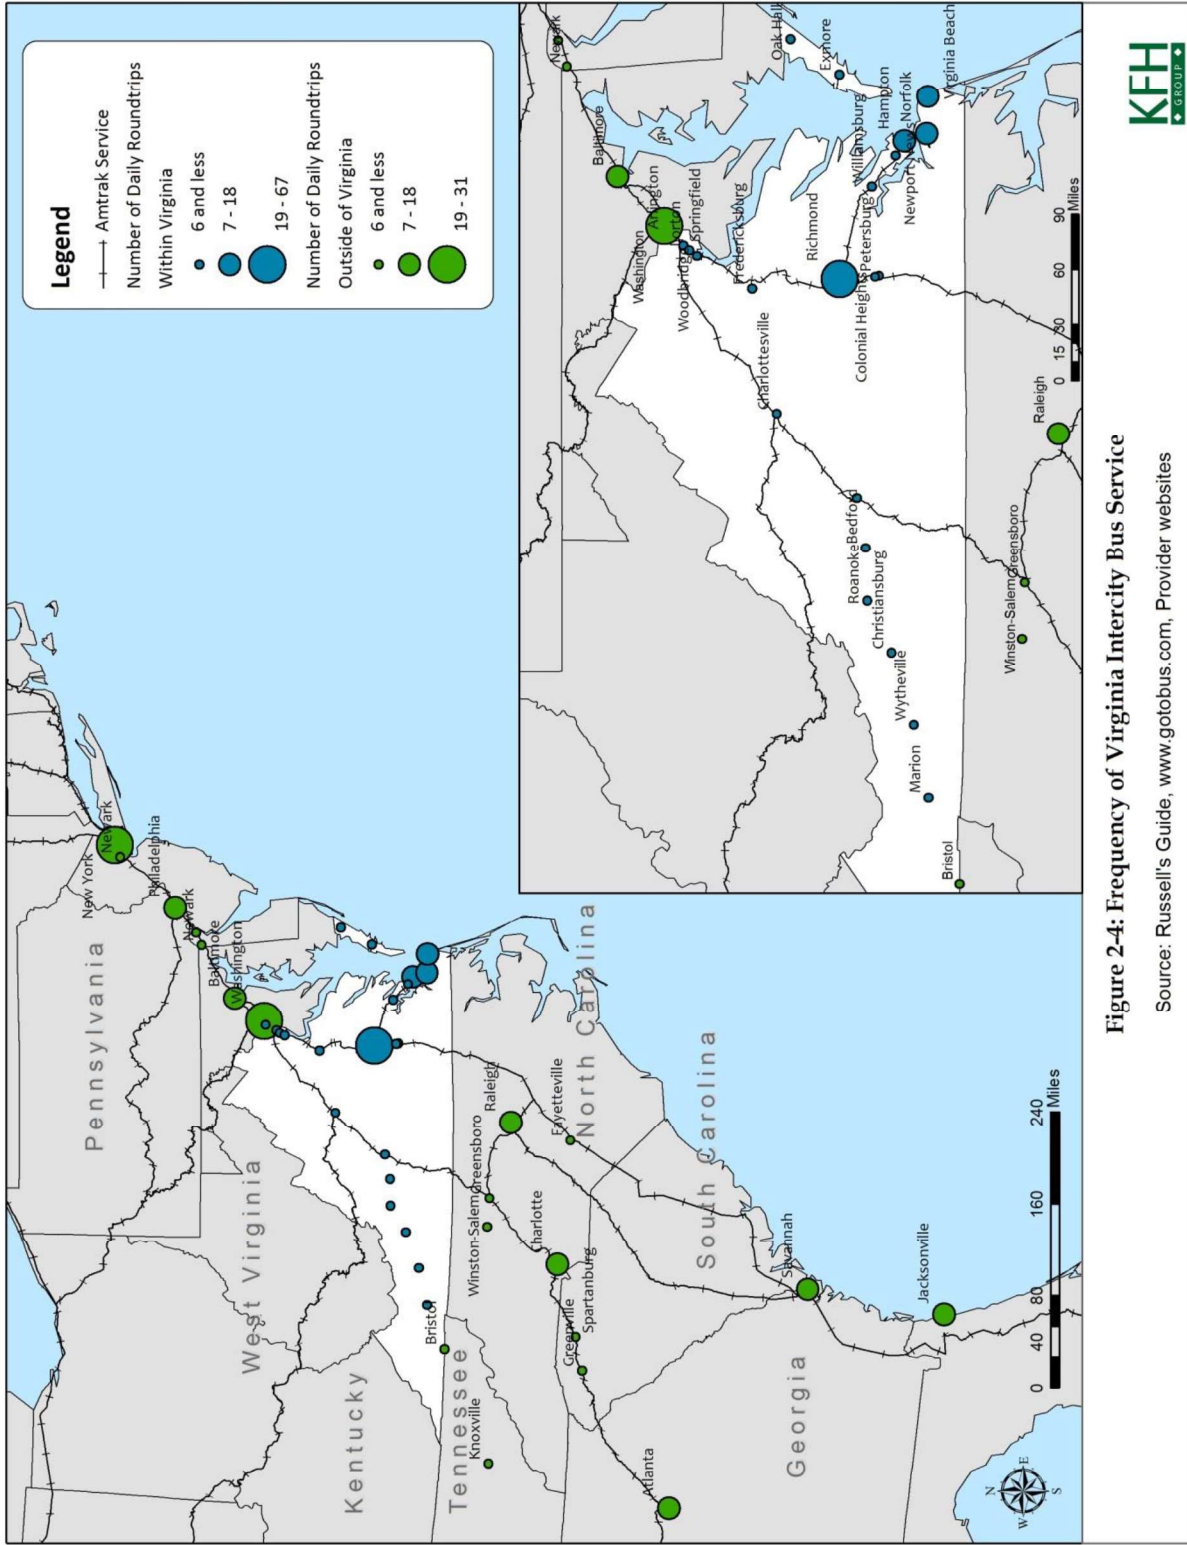 Legend
Amtrak Service
Number of Daily Roundtrips
Within Virginia
6 and less
7 - 18
19 - 67
Number of Daily Roundtrips
Outside of Virginia
6 and less
7 - 18
19 - 31
Pennsylvania
West Virginia
Kentucky
Tennessee
North Carolina
South Carolina
Georgia
New York
Newark
Philadelphia
Newark
Baltimore
Washington
Raleigh
Greensboro
Winston-Salem
Fayetteville
Charlotte
Spartanburg
Greenville
Bristol
Knoxville
Atlanta
Savannah
Jacksonville
N
W
E
S
0 40 80 160 240
Miles
Newark
Baltimore
Washington
Arlington
Springfield
Woodbridge
Fredericksburg
Charlottesville
Richmond
Colonial Heights
Petersburg
Williamsburg
Newport
Hampton
Norfolk
Virginia Beach
Exmore
Oak Hall
Bedford
Roanoke
Christiansburg
Wytheville
Marion
Bristol
Winston-Salem
Greensboro
Raleigh
0 15 30 60 90
Miles
Figure 2-4: Frequency of Virginia Intercity Bus Service
Source: Russell's Guide, www.gotobus.com, Provider websites
KFH
GROUP